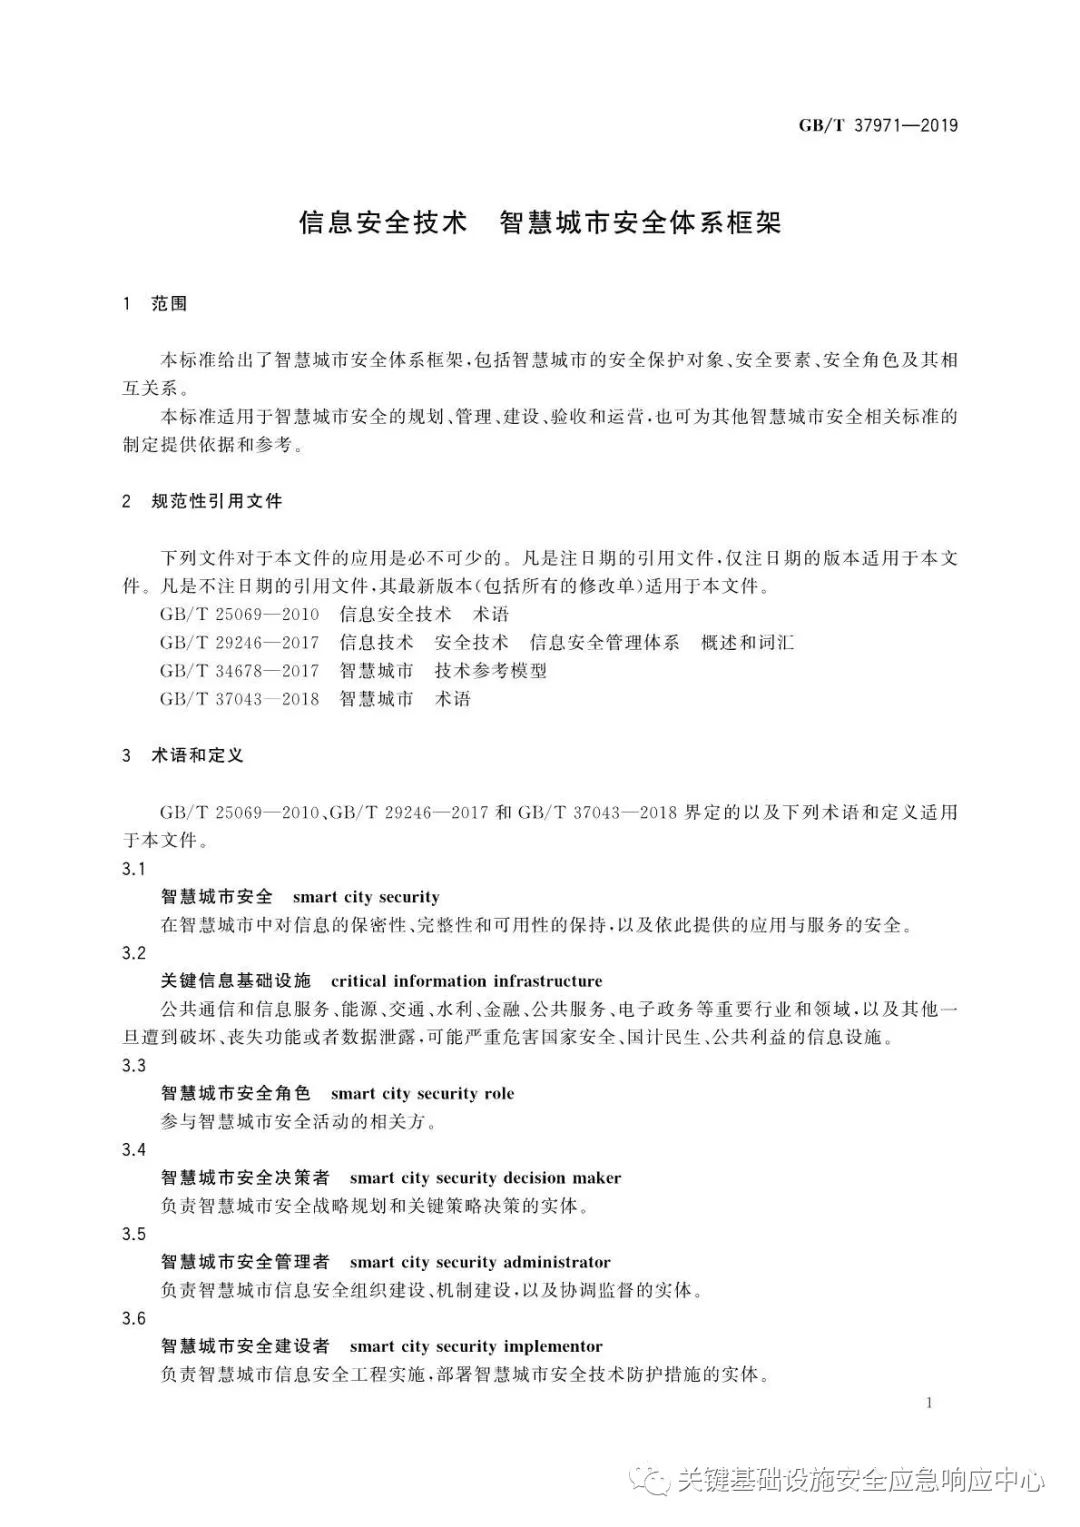 GB/T 37971—2019
信息安全技术 智慧城市安全体系框架
1 范围
本标准给出了智慧城市安全体系框架,包括智慧城市的安全保护对象、安全要素、安全角色及其相
互关系。
本标准适用于智慧城市安全的规划、管理、建设、验收和运营,也可为其他智慧城市安全相关标准的
制定提供依据和参考。
2 规范性引用文件
下列文件对于本文件的应用是必不可少的。凡是注日期的引用文件,仅注日期的版本适用于本文
件。凡是不注日期的引用文件,其最新版本(包括所有的修改单)适用于本文件。
GB/T 25069—2010 信息安全技术 术语
GB/T 29246—2017 信息技术 安全技术 信息安全管理体系 概述和词汇
GB/T 34678—2017 智慧城市 技术参考模型
GB/T 37043—2018 智慧城市 术语
3 术语和定义
GB/T 25069—2010、GB/T 29246—2017 和 GB/T 37043—2018 界定的以及下列术语和定义适用
于本文件。
3.1
智慧城市安全 smart city security
在智慧城市中对信息的保密性、完整性和可用性的保持,以及依此提供的应用与服务的安全。
3.2
关键信息基础设施 critical information infrastructure
公共通信和信息服务、能源、交通、水利、金融、公共服务、电子政务等重要行业和领域,以及其他一
旦遭到破坏、丧失功能或者数据泄露,可能严重危害国家安全、国计民生、公共利益的信息设施。
3.3
智慧城市安全角色 smart city security role
参与智慧城市安全活动的相关方。
3.4
智慧城市安全决策者 smart city security decision maker
负责智慧城市安全战略规划和关键策略决策的实体。
3.5
智慧城市安全管理者 smart city security administrator
负责智慧城市信息安全组织建设、机制建设,以及协调监督的实体。
3.6
智慧城市安全建设者 smart city security implementor
负责智慧城市信息安全工程实施,部署智慧城市安全技术防护措施的实体。
1
关键基础设施安全应急响应中心